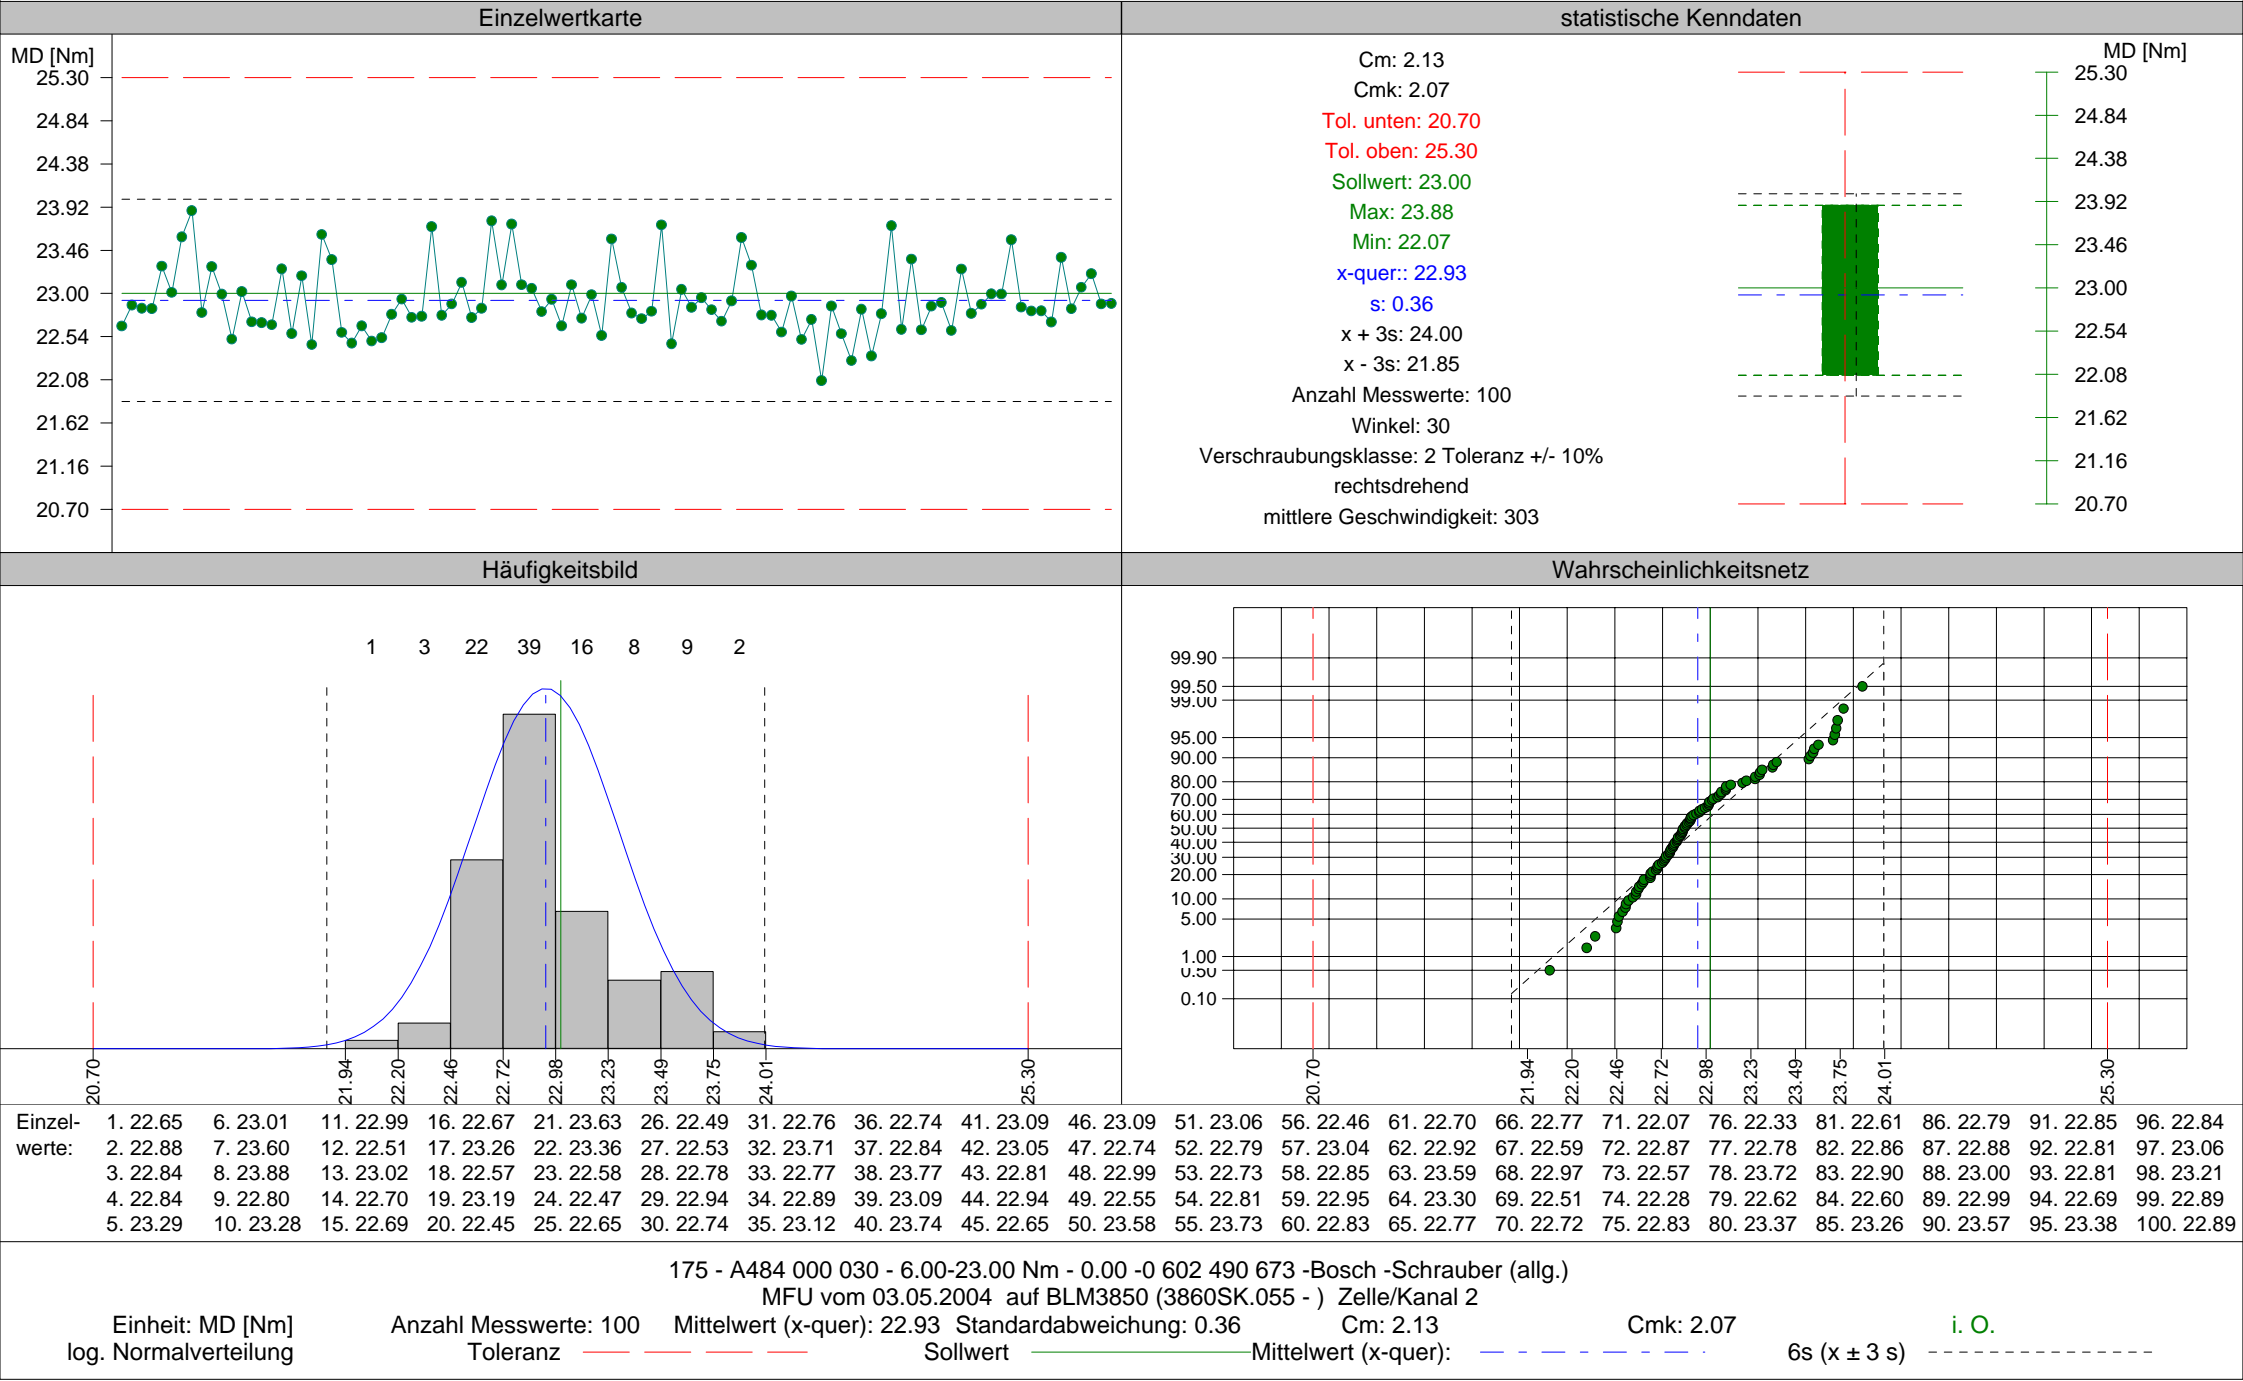 Einzelwertkarte
MD [Nm]
25.30
24.84
24.38
23.92
23.46
23.00
22.54
22.08
21.62
21.16
20.70
statistische Kenndaten
Cm: 2.13
Cmk: 2.07
Tol. unten: 20.70
Tol. oben: 25.30
Sollwert: 23.00
Max: 23.88
Min: 22.07
x-quer:: 22.93
s: 0.36
x + 3s: 24.00
x - 3s: 21.85
Anzahl Messwerte: 100
Winkel: 30
Verschraubungsklasse: 2 Toleranz +/- 10%
rechtsdrehend
mittlere Geschwindigkeit: 303
MD [Nm]
25.30
24.84
24.38
23.92
23.46
23.00
22.54
22.08
21.62
21.16
20.70
Häufigkeitsbild
1 3 22 39 16 8 9 2
20.70 21.94 22.20 22.46 22.72 22.98 23.23 23.49 23.75 24.01 25.30
Wahrscheinlichkeitsnetz
99.90
99.50
99.00
95.00
90.00
80.00
70.00
60.00
50.00
40.00
30.00
20.00
10.00
5.00
1.00
0.50
0.10
20.70 21.94 22.20 22.46 22.72 22.98 23.23 23.49 23.75 24.01 25.30
Einzel- 1. 22.65 6. 23.01 11. 22.99 16. 22.67 21. 23.63 26. 22.49 31. 22.76 36. 22.74 41. 23.09 46. 23.09 51. 23.06 56. 22.46 61. 22.70 66. 22.77 71. 22.07 76. 22.33 81. 22.61 86. 22.79 91. 22.85 96. 22.84
werte: 2. 22.88 7. 23.60 12. 22.51 17. 23.26 22. 23.36 27. 22.53 32. 23.71 37. 22.84 42. 23.05 47. 22.74 52. 22.79 57. 23.04 62. 22.92 67. 22.59 72. 22.87 77. 22.78 82. 22.86 87. 22.88 92. 22.81 97. 23.06
3. 22.84 8. 23.88 13. 23.02 18. 22.57 23. 22.58 28. 22.78 33. 22.77 38. 23.77 43. 22.81 48. 22.99 53. 22.73 58. 22.85 63. 23.59 68. 22.97 73. 22.57 78. 23.72 83. 22.90 88. 23.00 93. 22.81 98. 23.21
4. 22.84 9. 22.80 14. 22.70 19. 23.19 24. 22.47 29. 22.94 34. 22.89 39. 23.09 44. 22.94 49. 22.55 54. 22.81 59. 22.95 64. 23.30 69. 22.51 74. 22.28 79. 22.62 84. 22.60 89. 22.99 94. 22.69 99. 22.89
5. 23.29 10. 23.28 15. 22.69 20. 22.45 25. 22.65 30. 22.74 35. 23.12 40. 23.74 45. 22.65 50. 23.58 55. 23.73 60. 22.83 65. 22.77 70. 22.72 75. 22.83 80. 23.37 85. 23.26 90. 23.57 95. 23.38 100. 22.89
175 - A484 000 030 - 6.00-23.00 Nm - 0.00 -0 602 490 673 -Bosch -Schrauber (allg.)
MFU vom 03.05.2004 auf BLM3850 (3860SK.055 - ) Zelle/Kanal 2
Einheit: MD [Nm] Anzahl Messwerte: 100 Mittelwert (x-quer): 22.93 Standardabweichung: 0.36 Cm: 2.13 Cmk: 2.07 i. O.
log. Normalverteilung Toleranz Sollwert Mittelwert (x-quer): 6s (x ± 3 s)